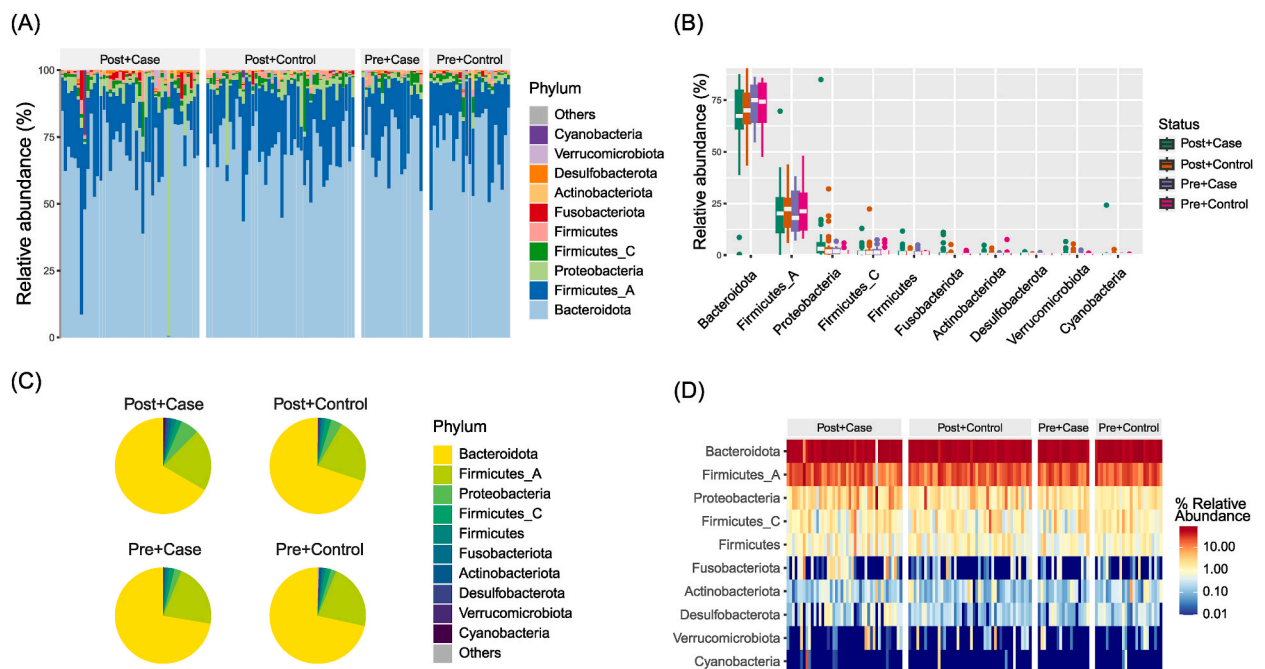 (A)
Post+Case
Post+Control
Pre+Case
Pre+Control
Relative abundance (%)
100
75
50
25
0
Phylum
Others
Cyanobacteria
Verrucomicrobiota
Desulfobacterota
Actinobacteriota
Fusobacteriota
Firmicutes
Firmicutes_C
Proteobacteria
Firmicutes_A
Bacteroidota
(B)
Relative abundance (%)
75
50
25
0
Bacteroidota
Firmicutes_A
Proteobacteria
Firmicutes_C
Firmicutes
Fusobacteriota
Actinobacteriota
Desulfobacterota
Verrucomicrobiota
Cyanobacteria
Status
Post+Case
Post+Control
Pre+Case
Pre+Control
(C)
Post+Case
Post+Control
Pre+Case
Pre+Control
Phylum
Bacteroidota
Firmicutes_A
Proteobacteria
Firmicutes_C
Firmicutes
Fusobacteriota
Actinobacteriota
Desulfobacterota
Verrucomicrobiota
Cyanobacteria
Others
(D)
Post+Case
Post+Control
Pre+Case
Pre+Control
Bacteroidota
Firmicutes_A
Proteobacteria
Firmicutes_C
Firmicutes
Fusobacteriota
Actinobacteriota
Desulfobacterota
Verrucomicrobiota
Cyanobacteria
% Relative
Abundance
10.00
1.00
0.10
0.01